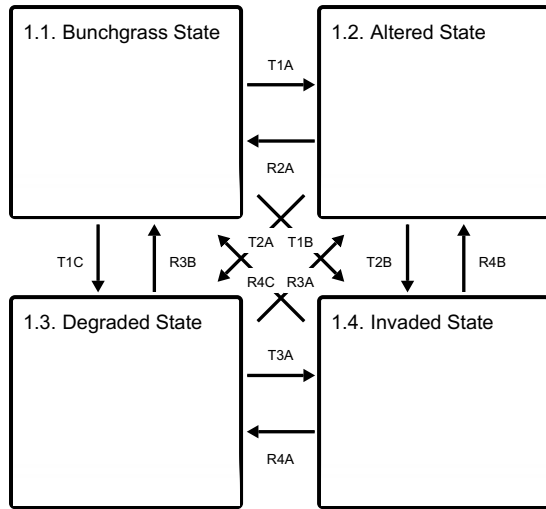 1.1. Bunchgrass State
1.2. Altered State
T1A
R2A
T1C
R3B
T2A
T1B
T2B
R4B
R4C
R3A
1.3. Degraded State
1.4. Invaded State
T3A
R4A